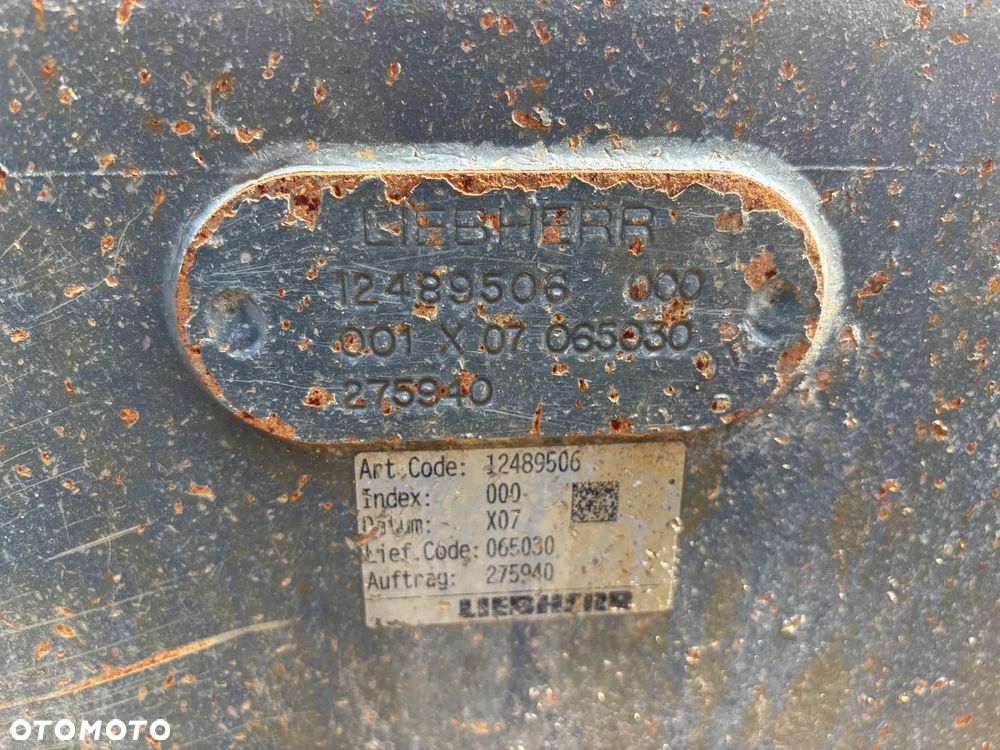 LIEBHERR
12489506 000
001 X 07 065030
275940
Art.Code: 12489506
Index: 000
Datum: X07
Lief.Code: 065030
Auftrag: 275940
LIEBHERR
OTOMOTO